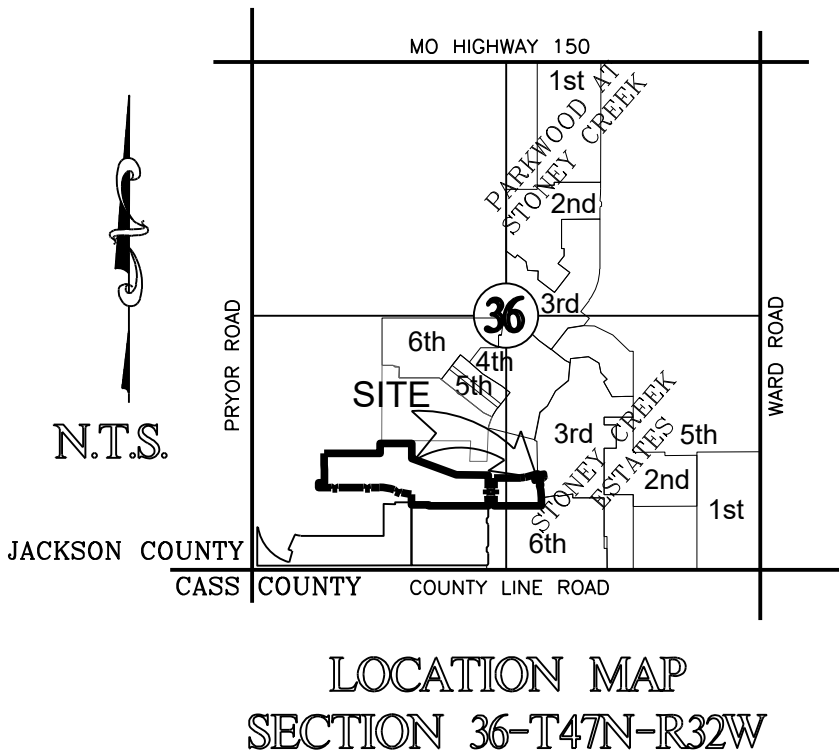 MO HIGHWAY 150
1st
PARKWOOD AT
STONEY CREEK
2nd
3rd
36
PRYOR ROAD
WARD ROAD
6th
4th
5th
SITE
N.T.S.
3rd
STONEY CREEK
ESTATES
5th
2nd
1st
6th
JACKSON COUNTY
CASS COUNTY
COUNTY LINE ROAD
LOCATION MAP
SECTION 36-T47N-R32W